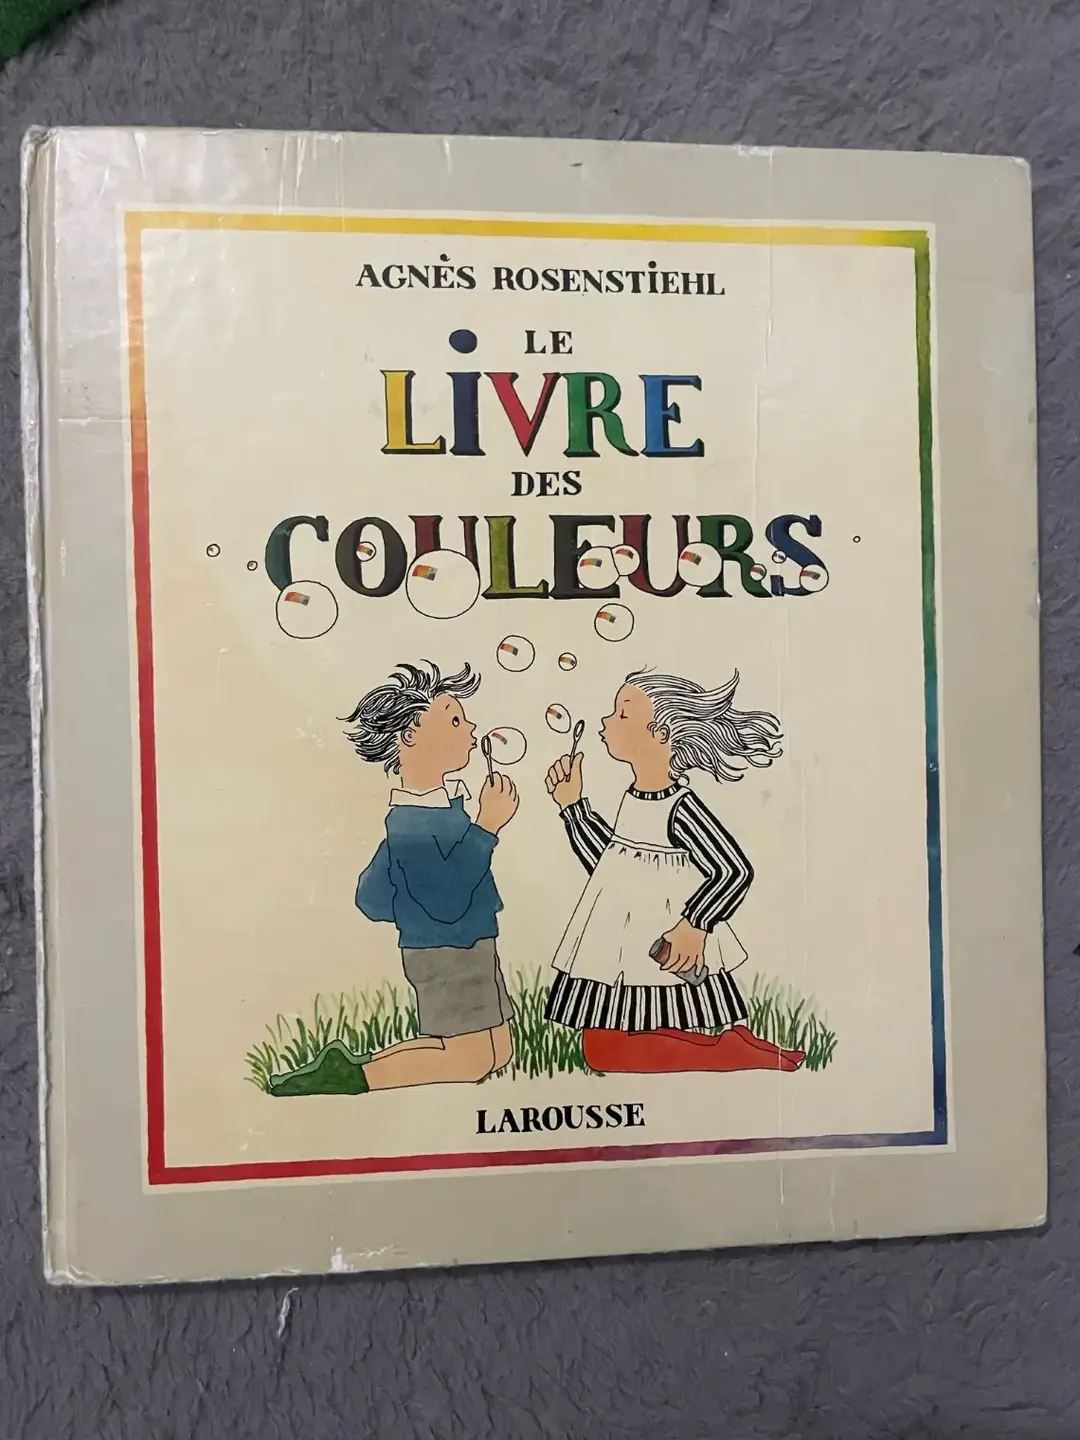 AGNÈS ROSENSTIEHL
LE
LIVRE
DES
COULEURS
LAROUSSE